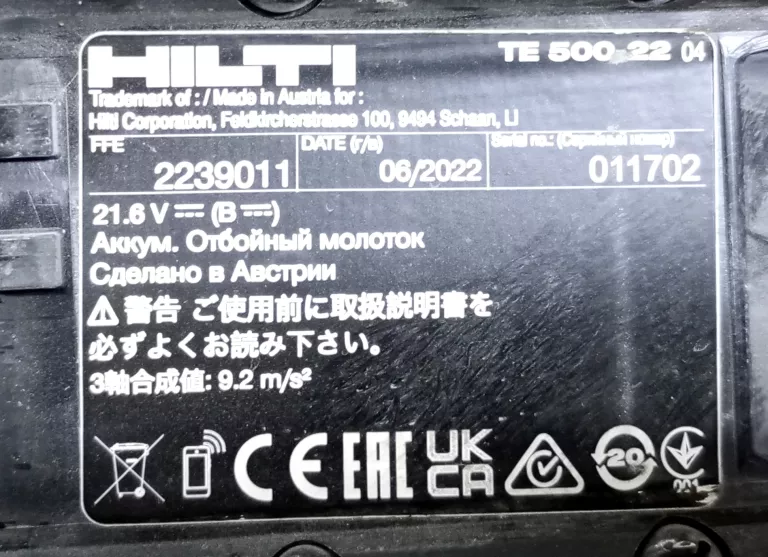 HILTI
TE 500-22 04
Trademark of : / Made in Austria for :
Hilti Corporation, Feldkircherstrasse 100, 9494 Schaan, LI
FFE
2239011
DATE (г/в)
06/2022
Serial no.: (Серийный номер)
011702
21.6 V ⎓ (В ⎓)
Аккум. Отбойный молоток
Сделано в Австрии
⚠ 警告 ご使用前に取扱説明書を
必ずよくお読み下さい。
3軸合成値: 9.2 m/s²
CE EAC UK CA 20 001